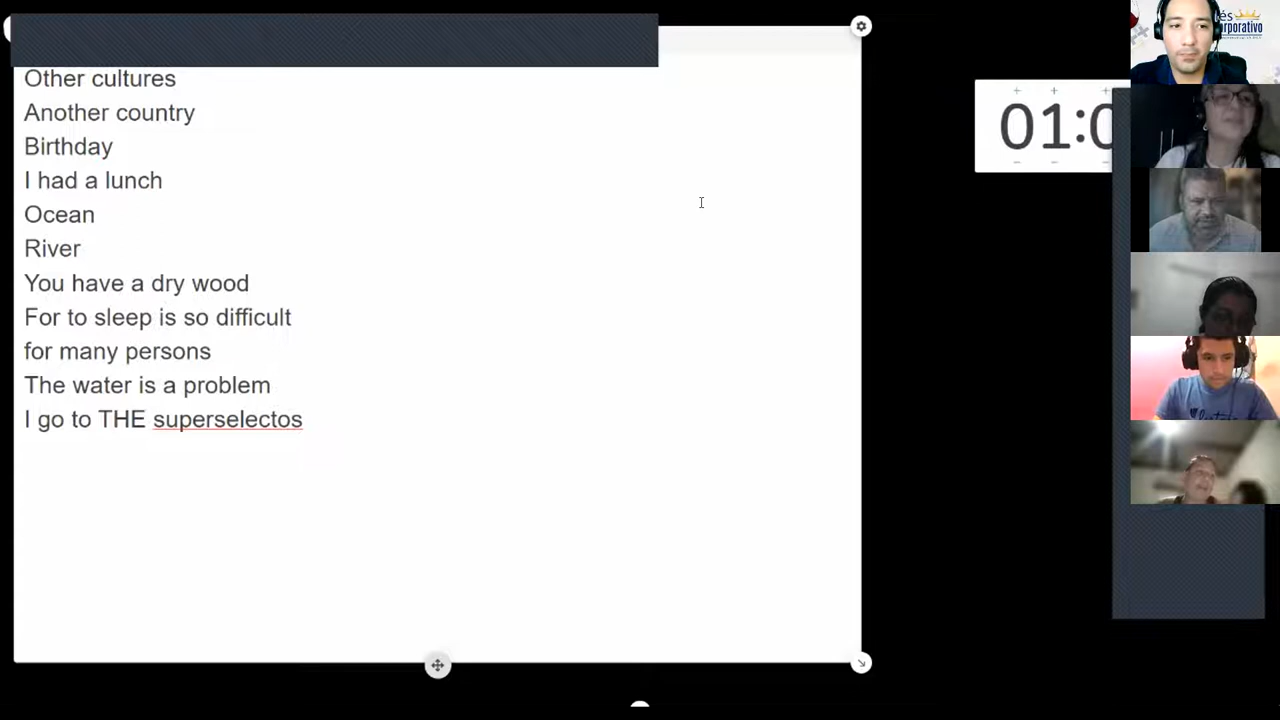 Other cultures
Another country
Birthday
I had a lunch
Ocean
River
You have a dry wood
For to sleep is so difficult
for many persons
The water is a problem
I go to THE superselectos
01:0